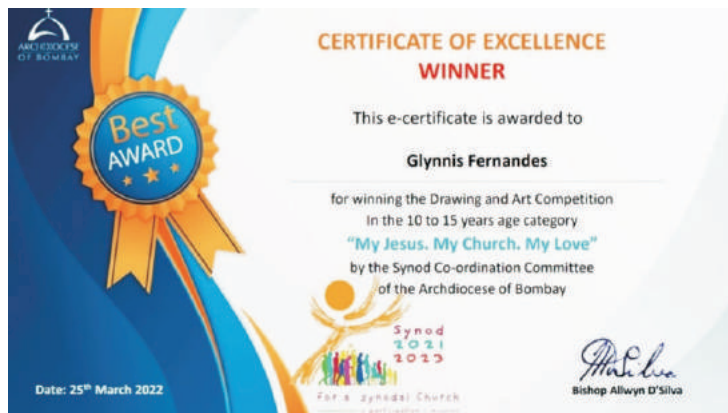 ARCHDIOCESE
OF BOMBAY
Best
AWARD
CERTIFICATE OF EXCELLENCE
WINNER
This e-certificate is awarded to
Glynnis Fernandes
for winning the Drawing and Art Competition
In the 10 to 15 years age category
"My Jesus. My Church. My Love"
by the Synod Co-ordination Committee
of the Archdiocese of Bombay
Synod
2021
2023
For a synodal Church
Date: 25th March 2022
Bishop Allwyn D'Silva